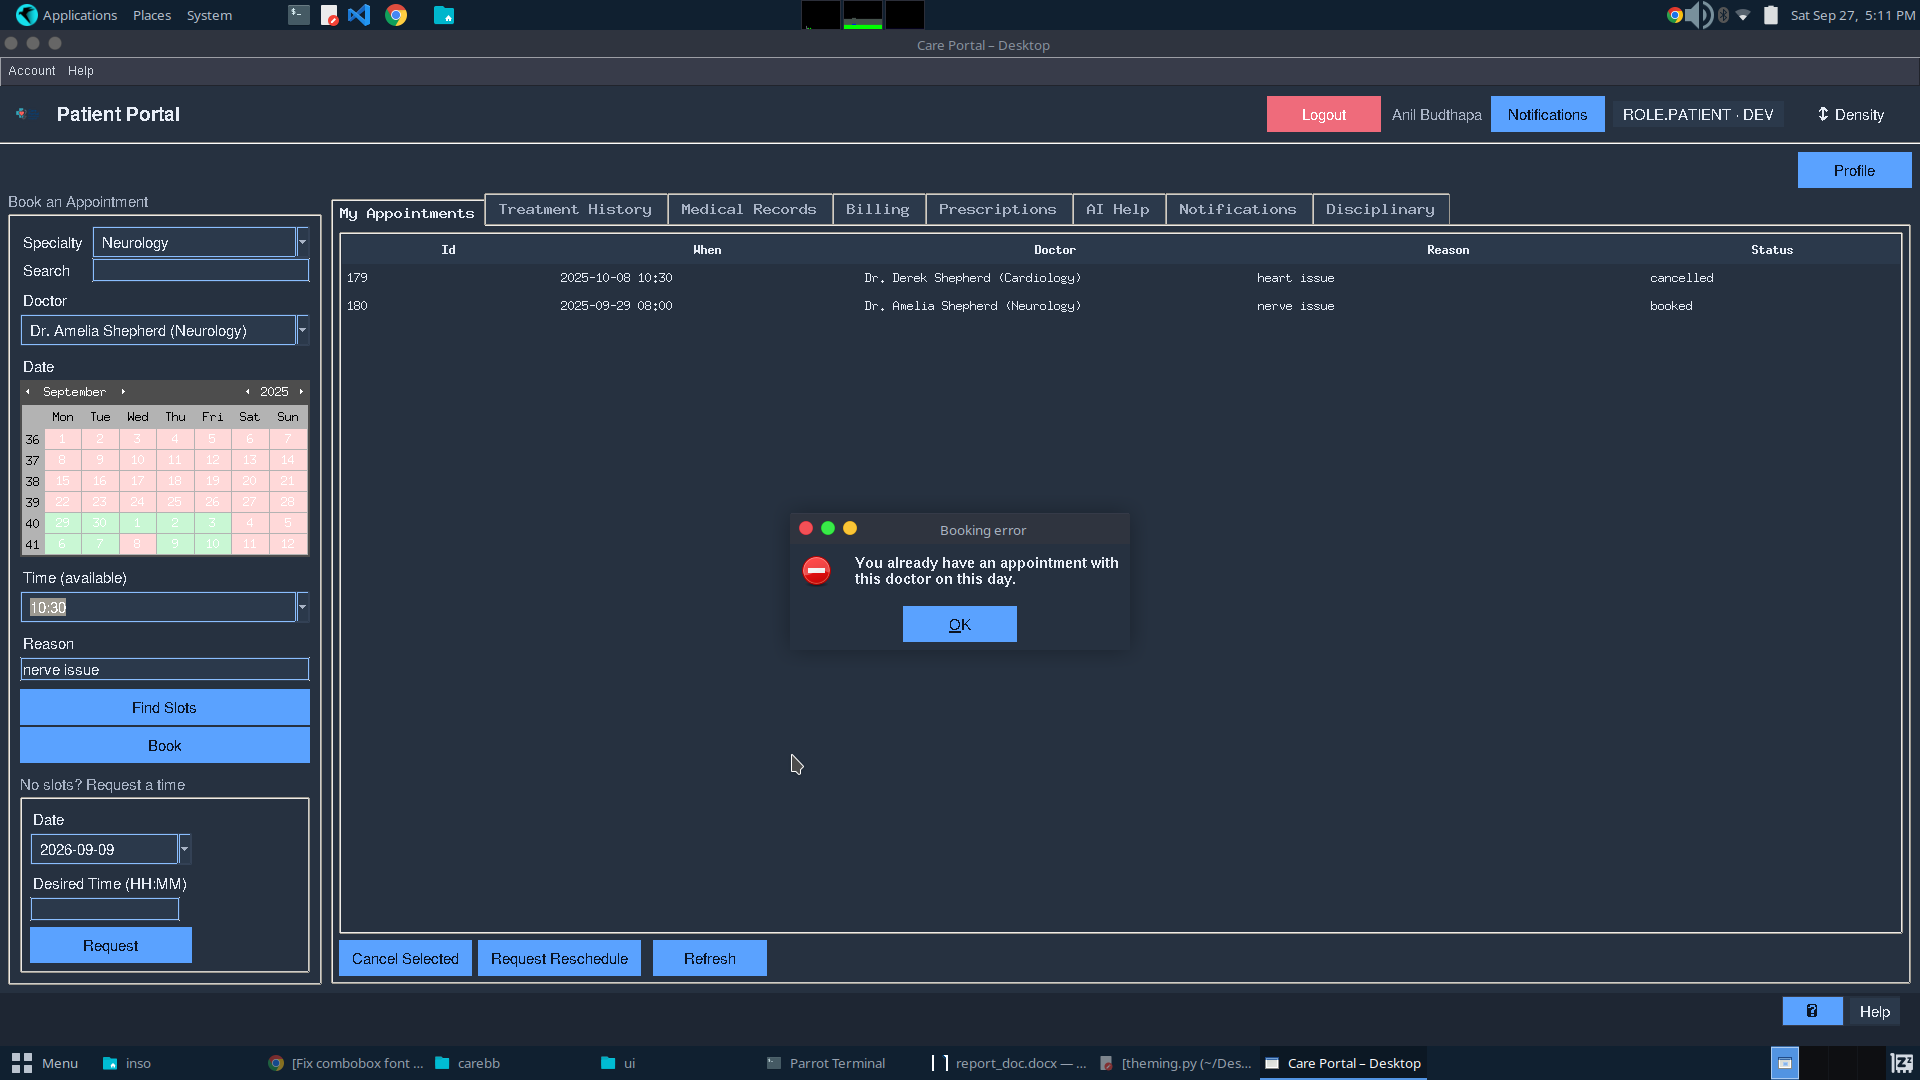 Applications Places System
Sat Sep 27, 5:11 PM
Care Portal – Desktop
Account Help
Patient Portal
Logout Anil Budthapa Notifications ROLE.PATIENT · DEV ↕ Density
Profile
Book an Appointment
Specialty Neurology
Search
Doctor
Dr. Amelia Shepherd (Neurology)
Date
September 2025
Mon Tue Wed Thu Fri Sat Sun
36 1 2 3 4 5 6 7
37 8 9 10 11 12 13 14
38 15 16 17 18 19 20 21
39 22 23 24 25 26 27 28
40 29 30 1 2 3 4 5
41 6 7 8 9 10 11 12
Time (available)
10:30
Reason
nerve issue
Find Slots
Book
No slots? Request a time
Date
2026-09-09
Desired Time (HH:MM)
Request
My Appointments Treatment History Medical Records Billing Prescriptions AI Help Notifications Disciplinary
Id When Doctor Reason Status
179 2025-10-08 10:30 Dr. Derek Shepherd (Cardiology) heart issue cancelled
180 2025-09-29 08:00 Dr. Amelia Shepherd (Neurology) nerve issue booked
Booking error
You already have an appointment with
this doctor on this day.
OK
Cancel Selected Request Reschedule Refresh
? Help
Menu inso [Fix combobox font ... carebb ui Parrot Terminal report_doc.docx — ... [theming.py (~/Des... Care Portal – Desktop